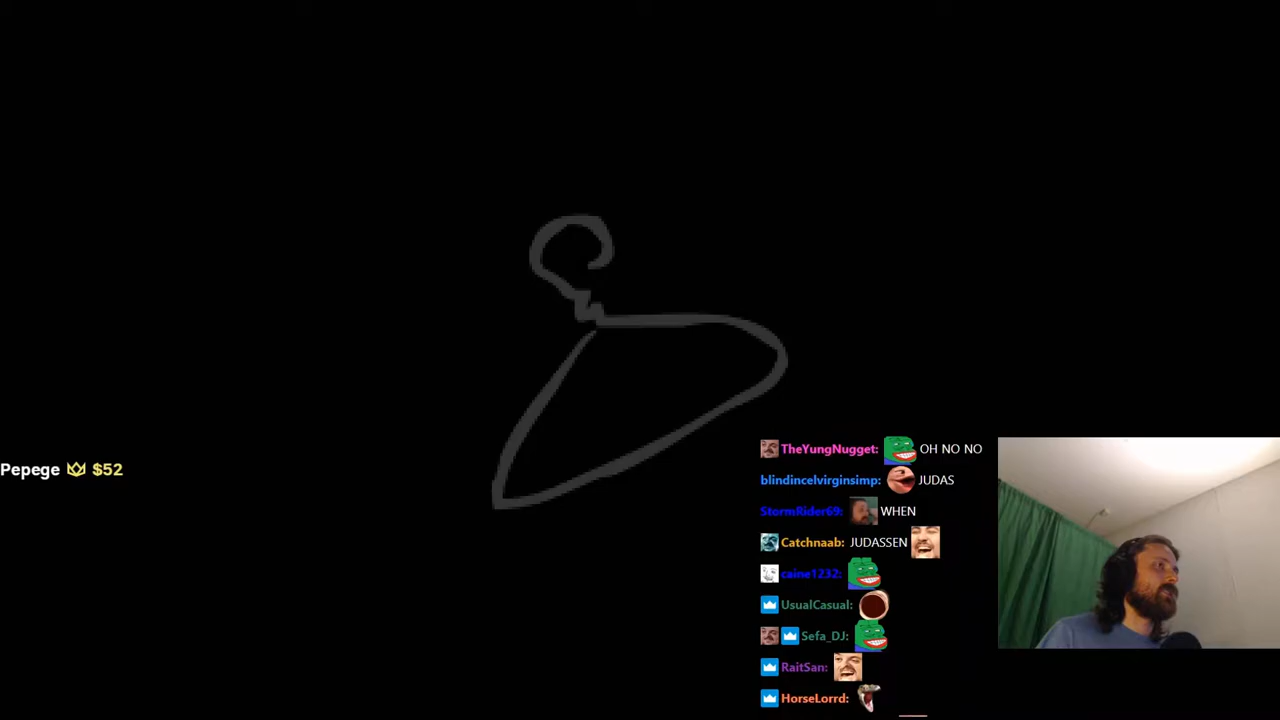 Pepege $52
TheYungNugget: OH NO NO
blindincelvirginsimp: JUDAS
StormRider69: WHEN
Catchnaab: JUDASSEN
caine1232:
UsualCasual:
Sefa_DJ:
RaitSan:
HorseLorrd: